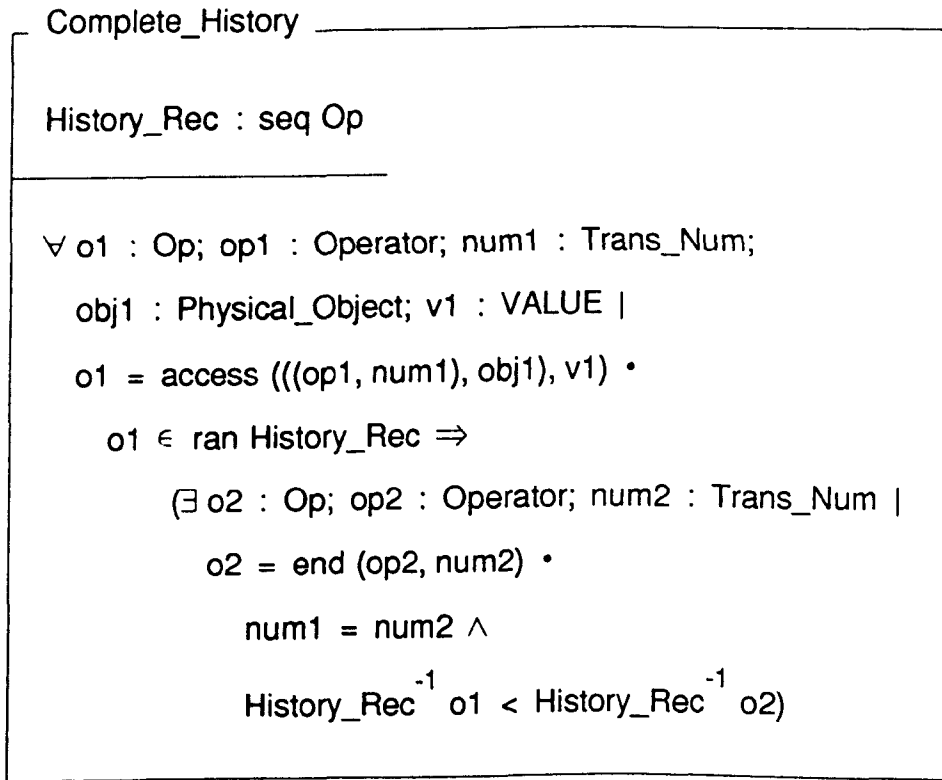 Complete_History
History_Rec : seq Op
∀ o1 : Op; op1 : Operator; num1 : Trans_Num;
obj1 : Physical_Object; v1 : VALUE |
o1 = access (((op1, num1), obj1), v1) •
o1 ∈ ran History_Rec ⇒
(∃ o2 : Op; op2 : Operator; num2 : Trans_Num |
o2 = end (op2, num2) •
num1 = num2 ∧
History_Rec⁻¹ o1 < History_Rec⁻¹ o2)